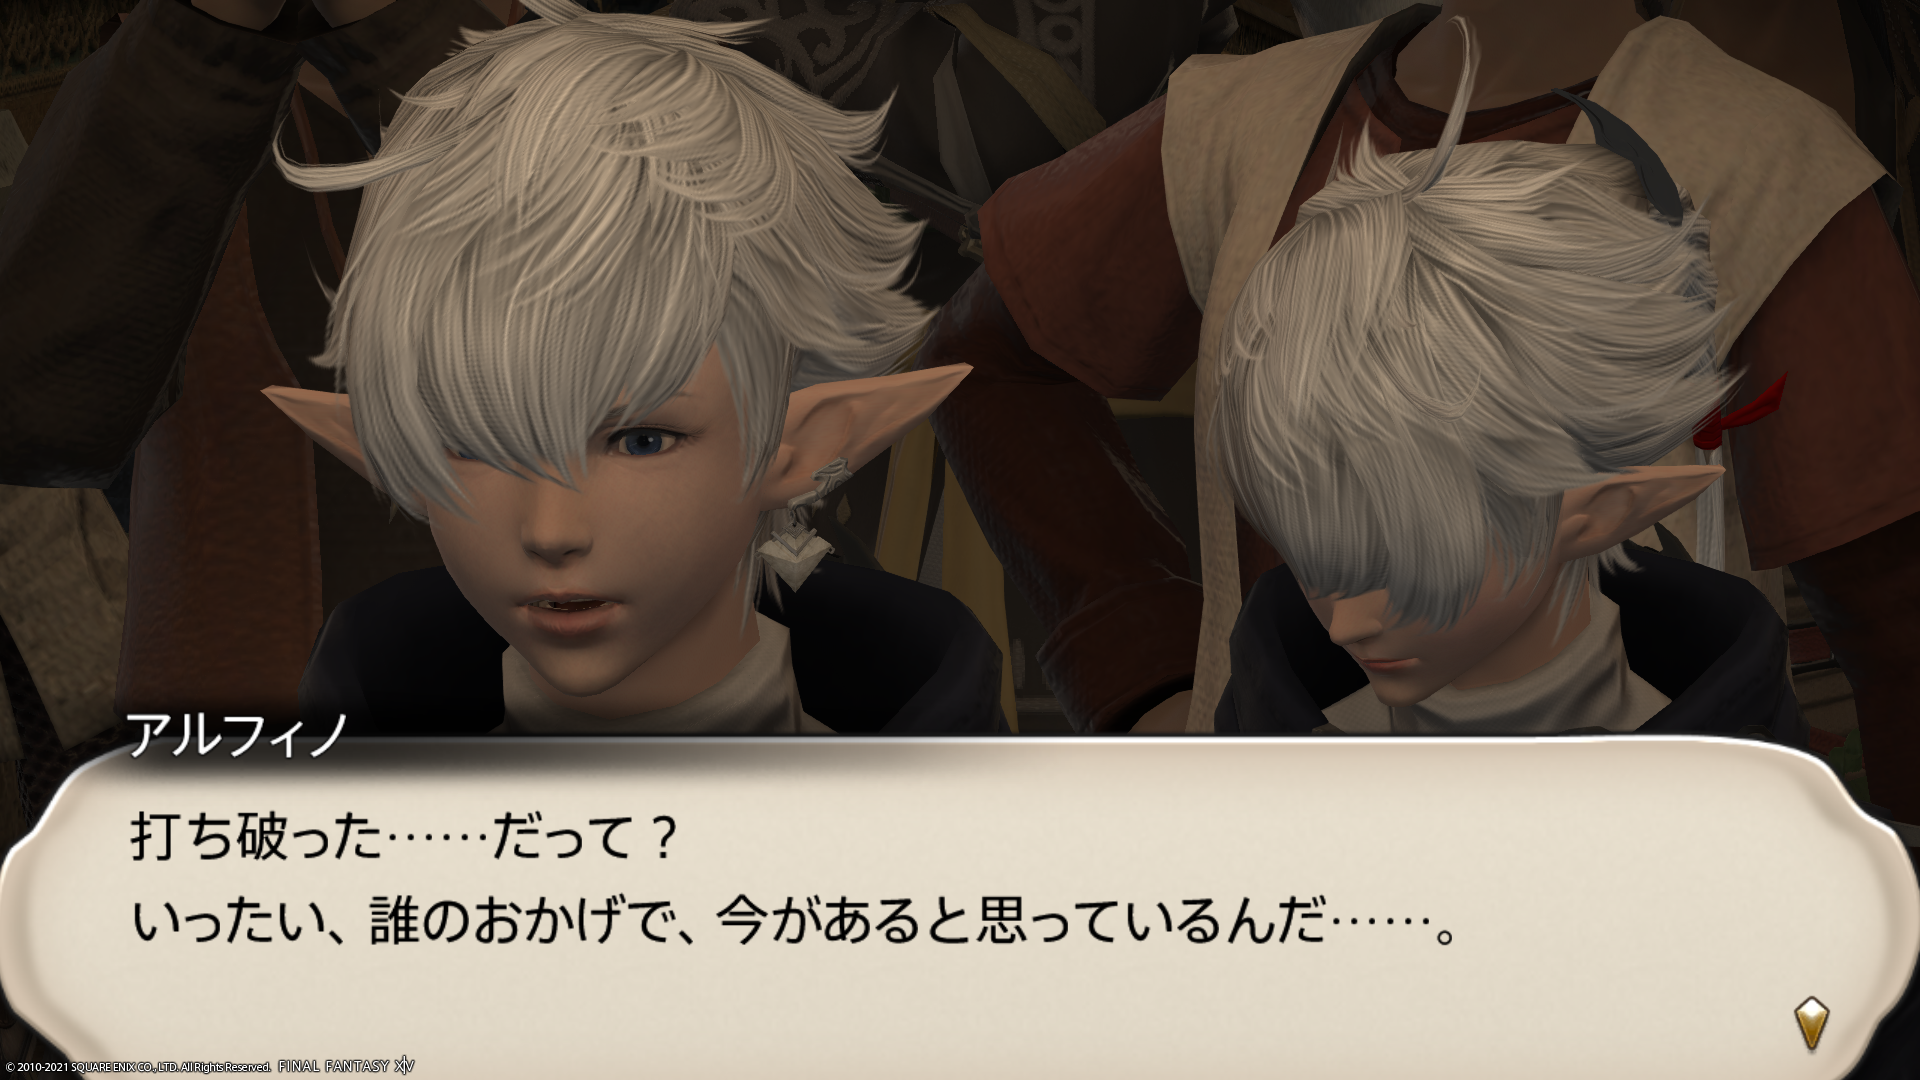 アルフィノ
打ち破った……だって？
いったい、誰のおかげで、今があると思っているんだ……。
© 2010-2021 SQUARE ENIX CO., LTD. All Rights Reserved. FINAL FANTASY XIV